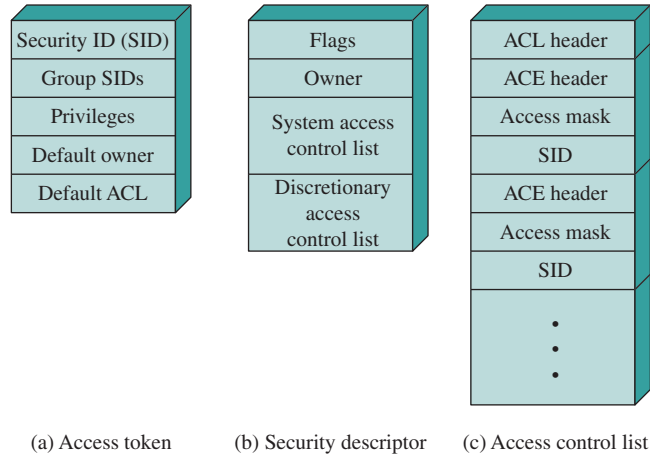 Security ID (SID)
Group SIDs
Privileges
Default owner
Default ACL
(a) Access token
Flags
Owner
System access
control list
Discretionary
access
control list
(b) Security descriptor
ACL header
ACE header
Access mask
SID
ACE header
Access mask
SID
(c) Access control list